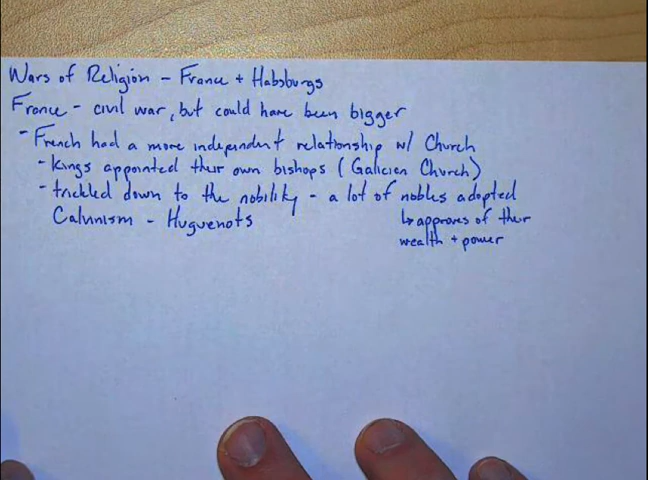 Wars of Religion - France + Habsburgs
France - civil war, but could have been bigger
- French had a more independent relationship w/ Church
- Kings appointed their own bishops (Galicien Church)
- trickled down to the nobility - a lot of nobles adopted
Calvinism - Huguenots
↳ approves of their
wealth + power